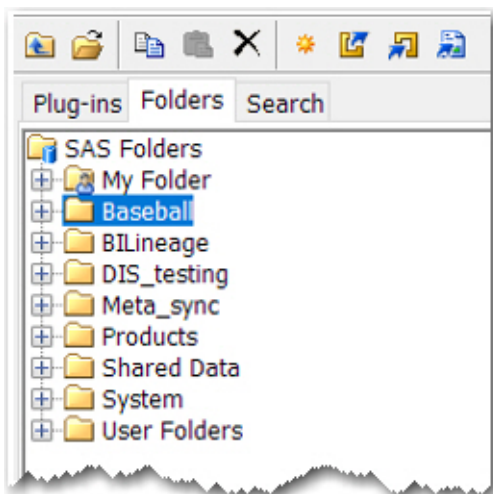 Plug-ins Folders Search
SAS Folders
My Folder
Baseball
BILineage
DIS_testing
Meta_sync
Products
Shared Data
System
User Folders